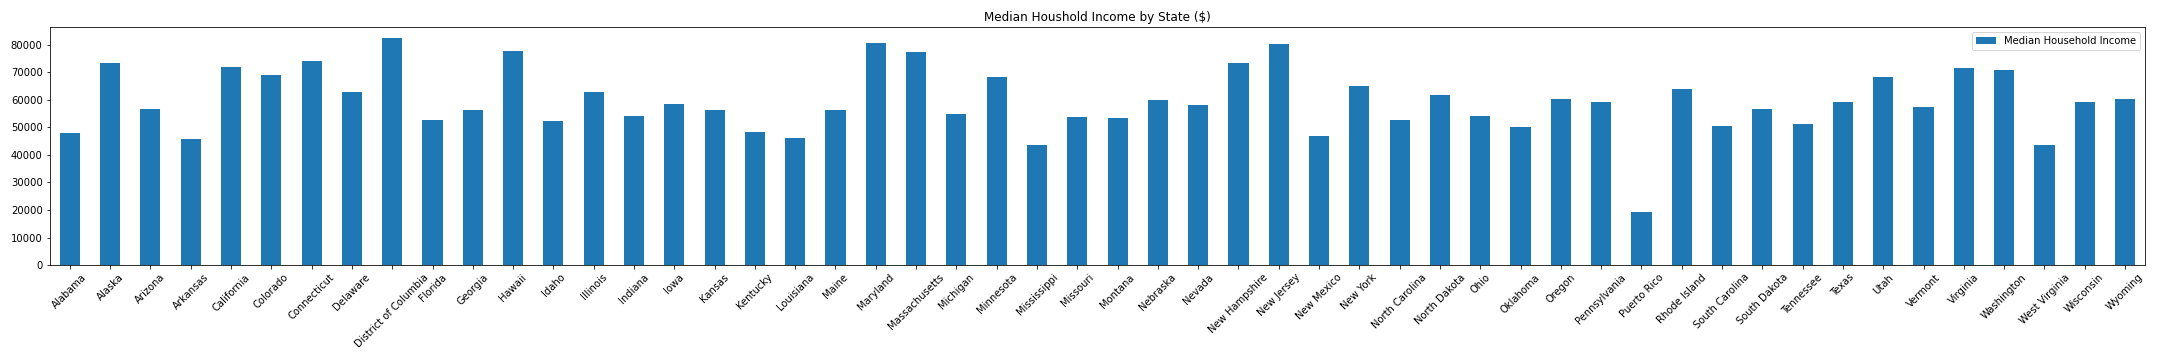 Median Houshold Income by State ($)
Median Household Income
80000
70000
60000
50000
40000
30000
20000
10000
0
Alabama
Alaska
Arizona
Arkansas
California
Colorado
Connecticut
Delaware
District of Columbia
Florida
Georgia
Hawaii
Idaho
Illinois
Indiana
Iowa
Kansas
Kentucky
Louisiana
Maine
Maryland
Massachusetts
Michigan
Minnesota
Mississippi
Missouri
Montana
Nebraska
Nevada
New Hampshire
New Jersey
New Mexico
New York
North Carolina
North Dakota
Ohio
Oklahoma
Oregon
Pennsylvania
Puerto Rico
Rhode Island
South Carolina
South Dakota
Tennessee
Texas
Utah
Vermont
Virginia
Washington
West Virginia
Wisconsin
Wyoming